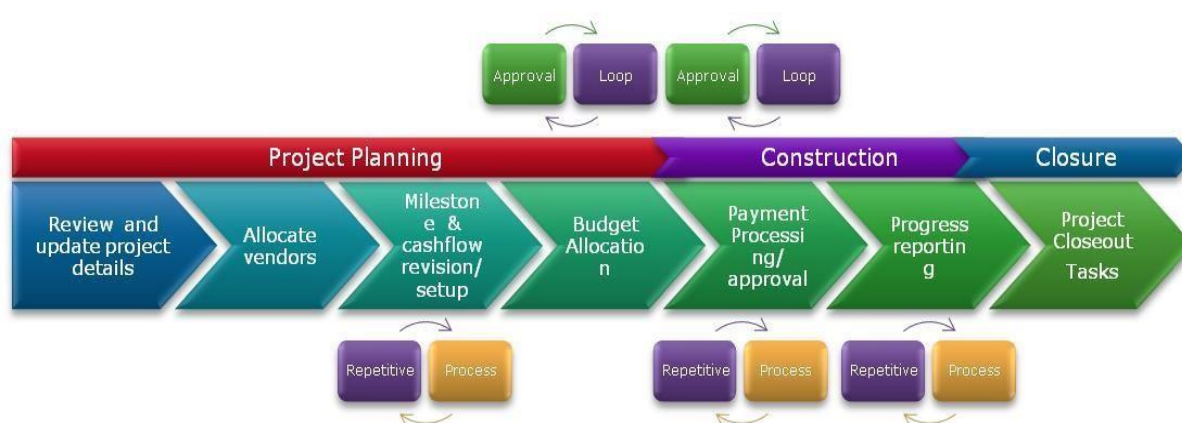 Approval
Loop
Approval
Loop
Project Planning
Construction
Closure
Review and
update project
details
Allocate
vendors
Mileston
e &
cashflow
revision/
setup
Budget
Allocatio
n
Payment
Processi
ng/
approval
Progress
reportin
g
Project
Closeout
Tasks
Repetitive
Process
Repetitive
Process
Repetitive
Process